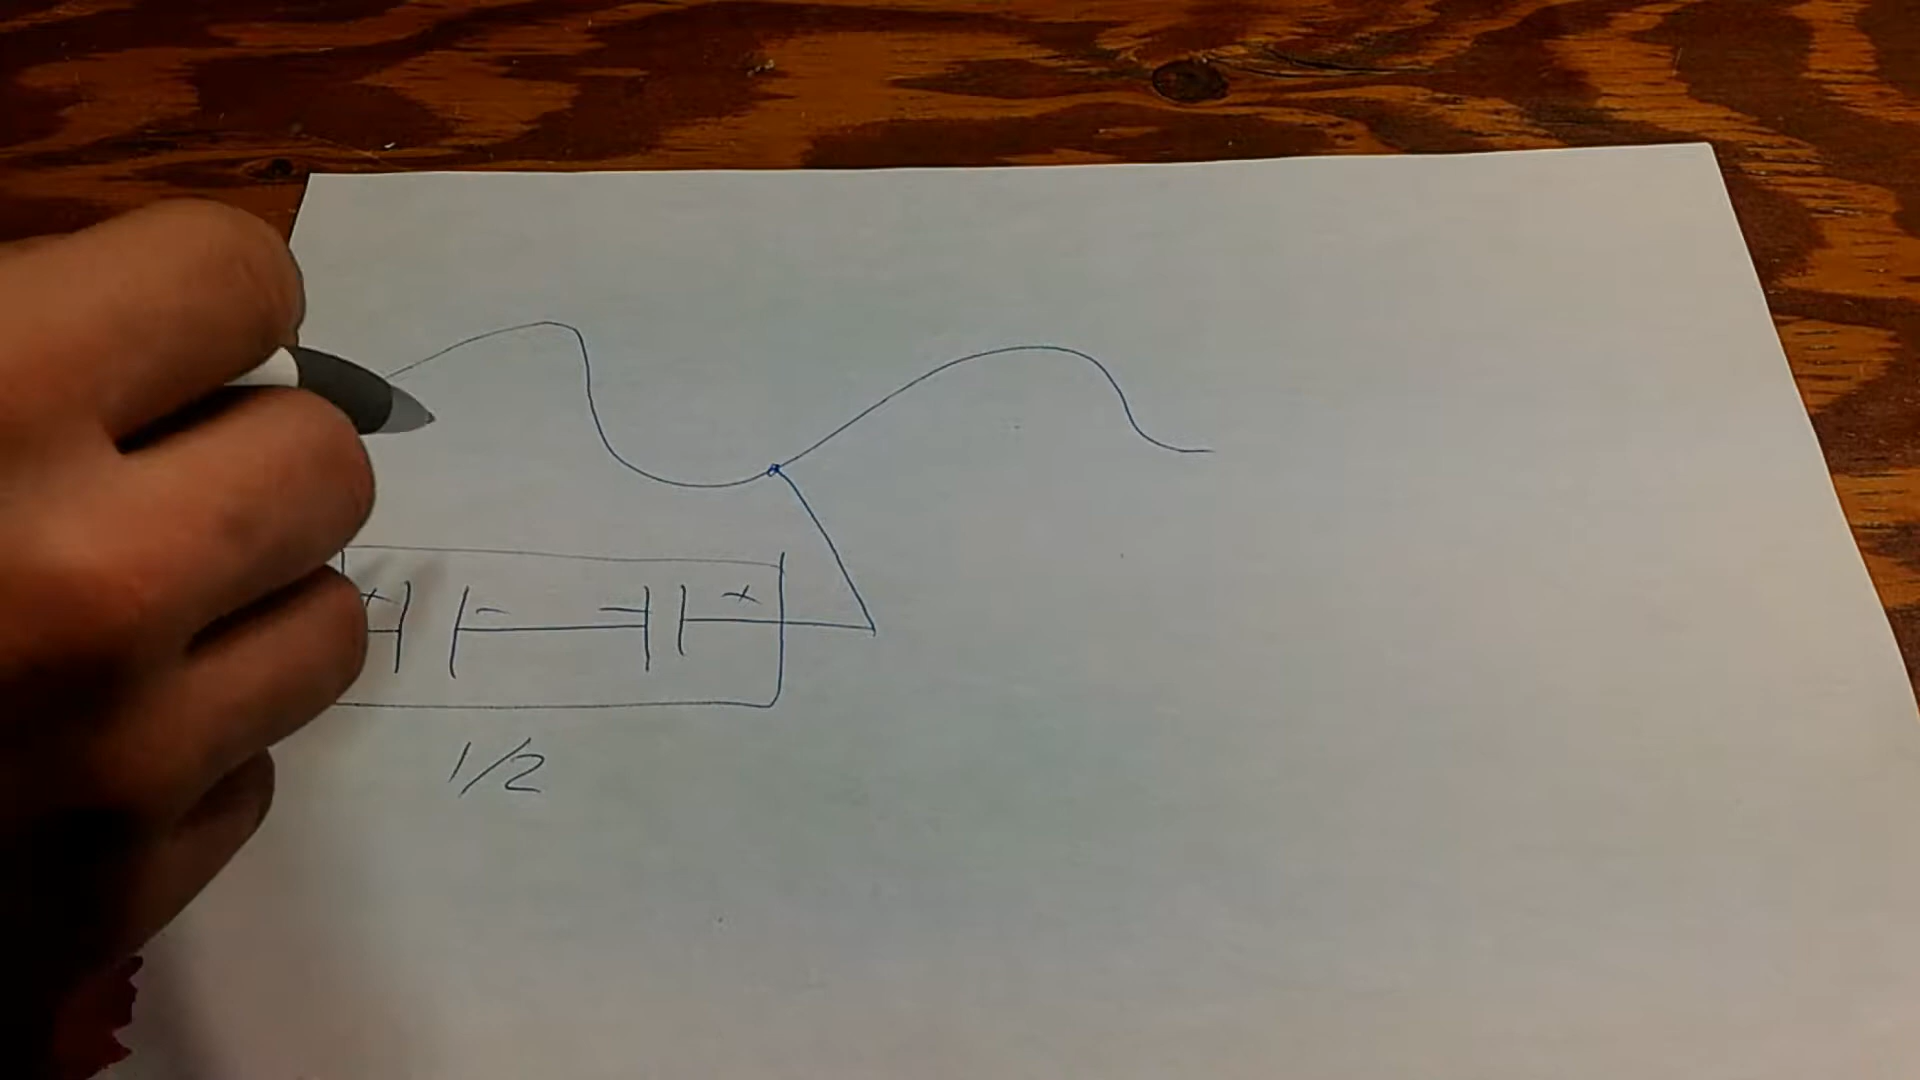 + - - +
1/2